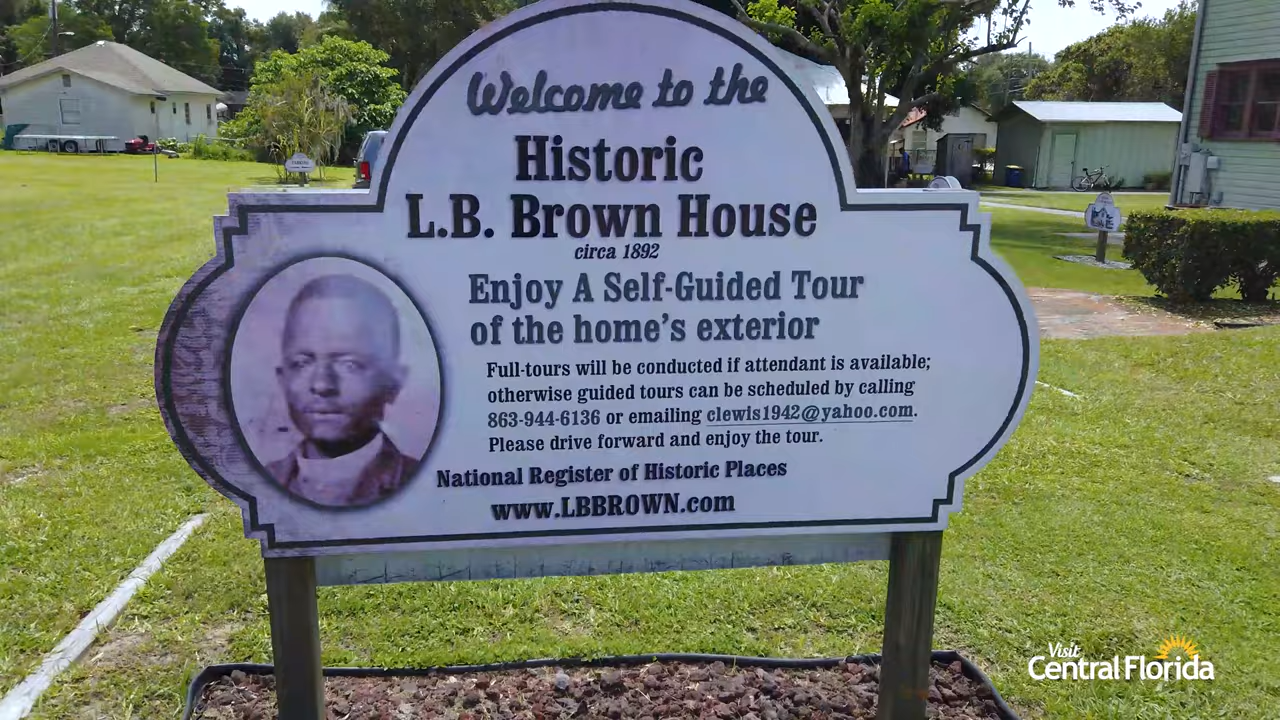 Welcome to the
Historic
L.B. Brown House
circa 1892
Enjoy A Self-Guided Tour
of the home's exterior
Full-tours will be conducted if attendant is available;
otherwise guided tours can be scheduled by calling
863-944-6136 or emailing clewis1942@yahoo.com.
Please drive forward and enjoy the tour.
National Register of Historic Places
www.LBBROWN.com
Visit
Central Florida